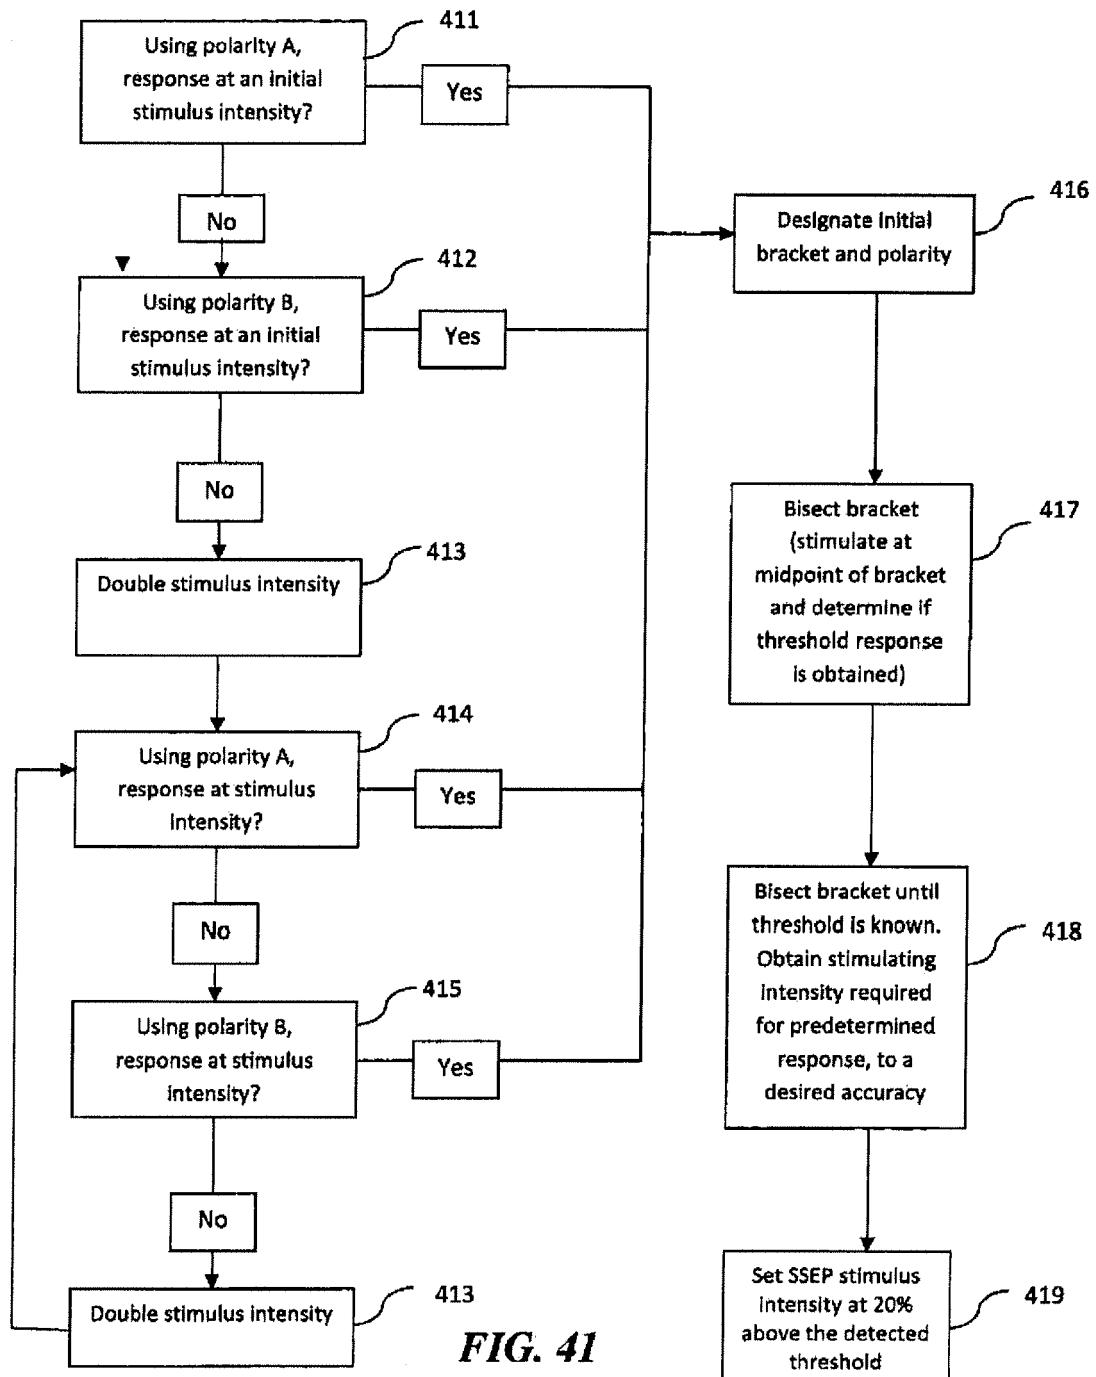 411
Using polarity A,
response at an initial
stimulus intensity?
Yes
No
412
Using polarity B,
response at an initial
stimulus intensity?
Yes
No
413
Double stimulus intensity
414
Using polarity A,
response at stimulus
intensity?
Yes
No
415
Using polarity B,
response at stimulus
intensity?
Yes
No
413
Double stimulus intensity
416
Designate initial
bracket and polarity
417
Bisect bracket
(stimulate at
midpoint of bracket
and determine if
threshold response
is obtained)
418
Bisect bracket until
threshold is known.
Obtain stimulating
intensity required
for predetermined
response, to a
desired accuracy
419
Set SSEP stimulus
intensity at 20%
above the detected
threshold
FIG. 41